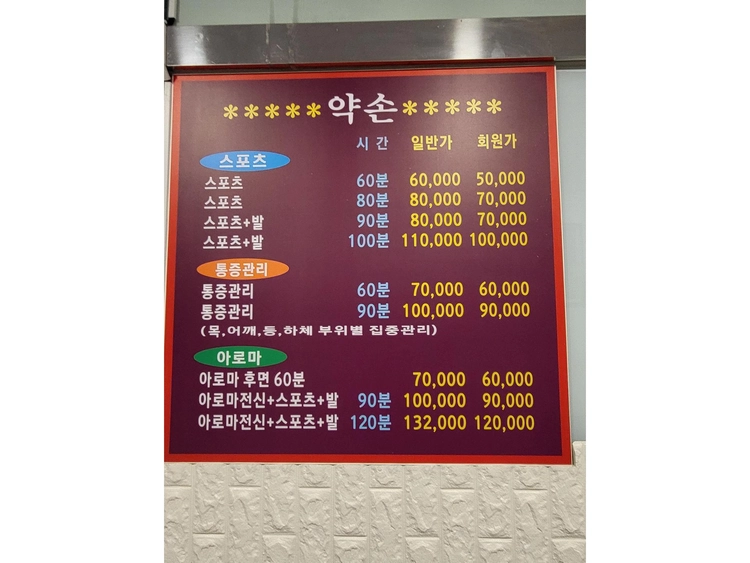 *****약손*****
시 간 일반가 회원가
스포츠
스포츠 60분 60,000 50,000
스포츠 80분 80,000 70,000
스포츠+발 90분 80,000 70,000
스포츠+발 100분 110,000 100,000
통증관리
통증관리 60분 70,000 60,000
통증관리 90분 100,000 90,000
(목,어깨,등,하체 부위별 집중관리)
아로마
아로마 후면 60분 70,000 60,000
아로마전신+스포츠+발 90분 100,000 90,000
아로마전신+스포츠+발 120분 132,000 120,000